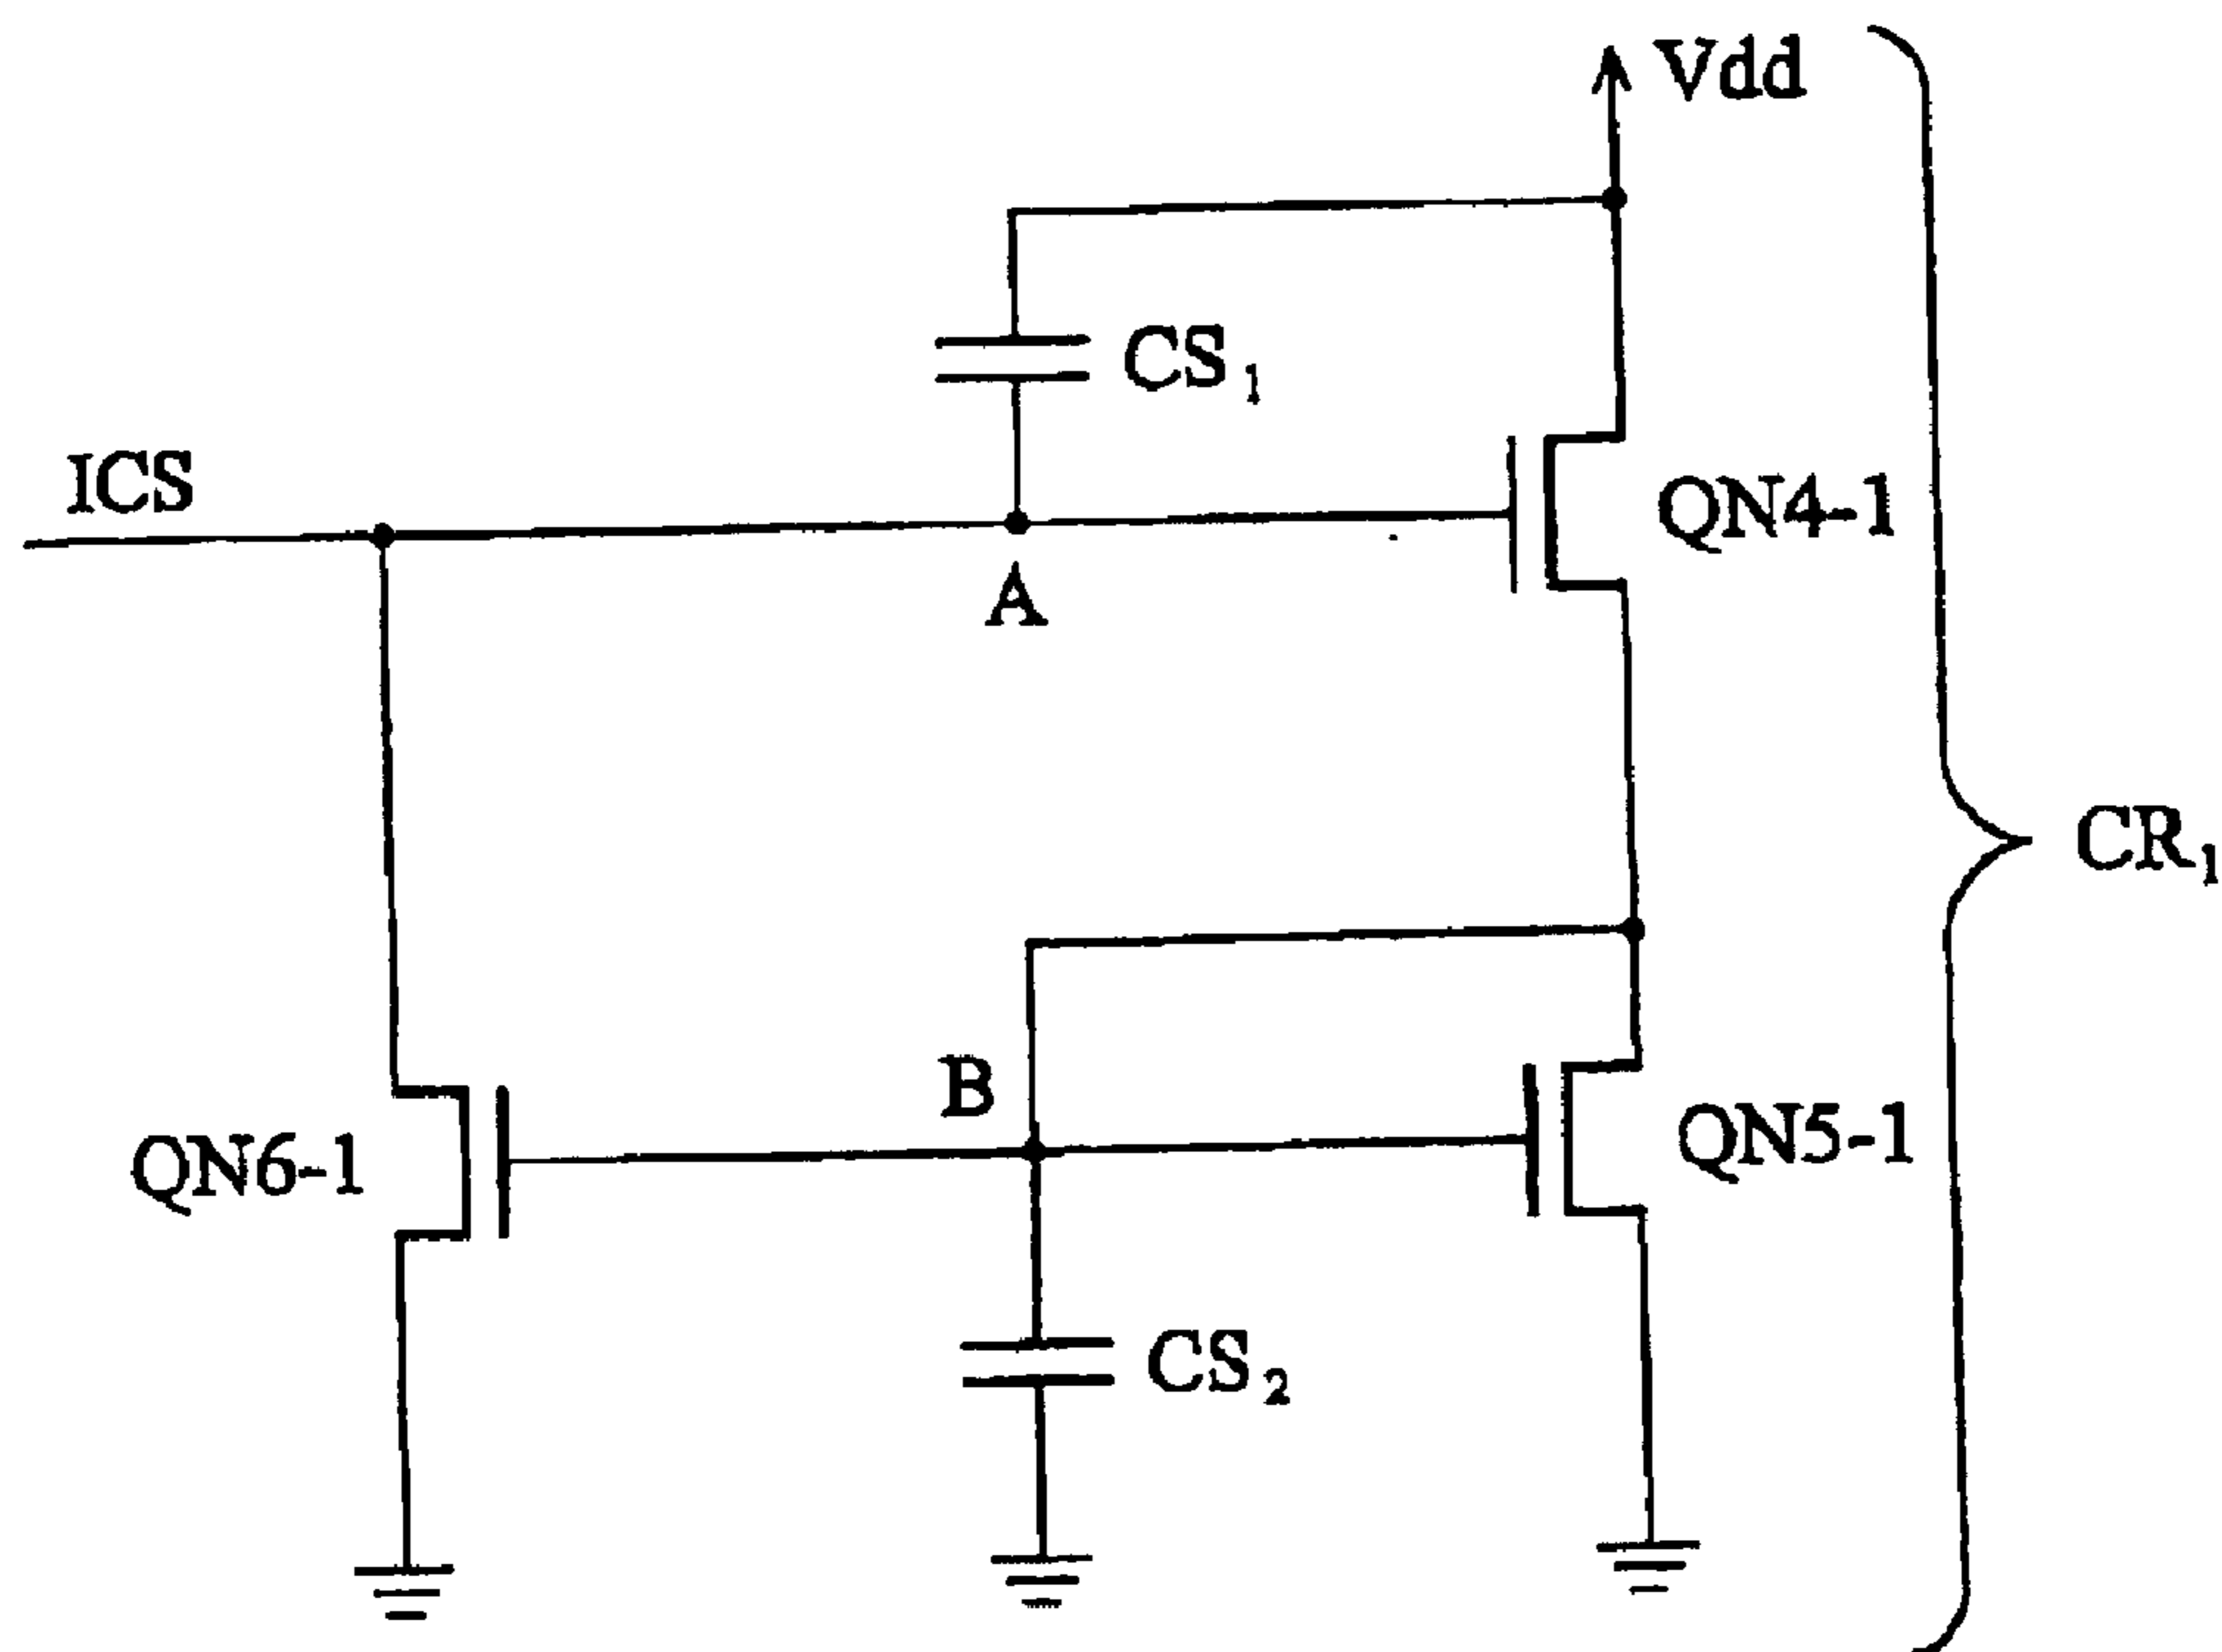 Vdd
CS₁
ICS
QN4-1
A
CR₁
B
QN6-1
QN5-1
CS₂